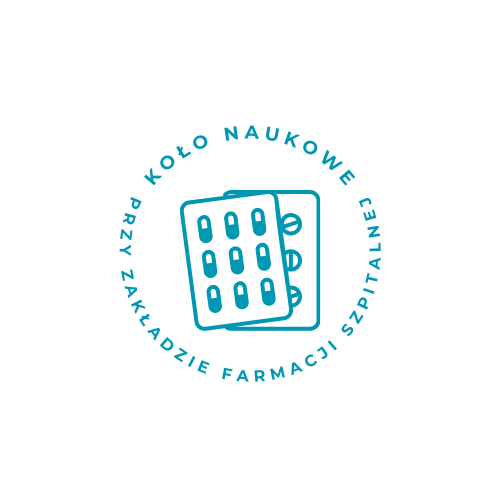 KOŁO NAUKOWE
PRZY ZAKŁADZIE FARMACJI SZPITALNEJ